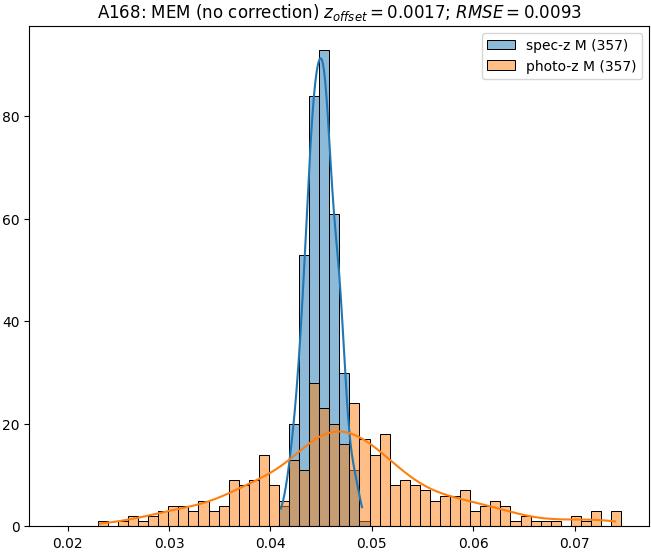 A168: MEM (no correction) z_offset = 0.0017; RMSE = 0.0093
spec-z M (357)
photo-z M (357)
80
60
40
20
0
0.02 0.03 0.04 0.05 0.06 0.07